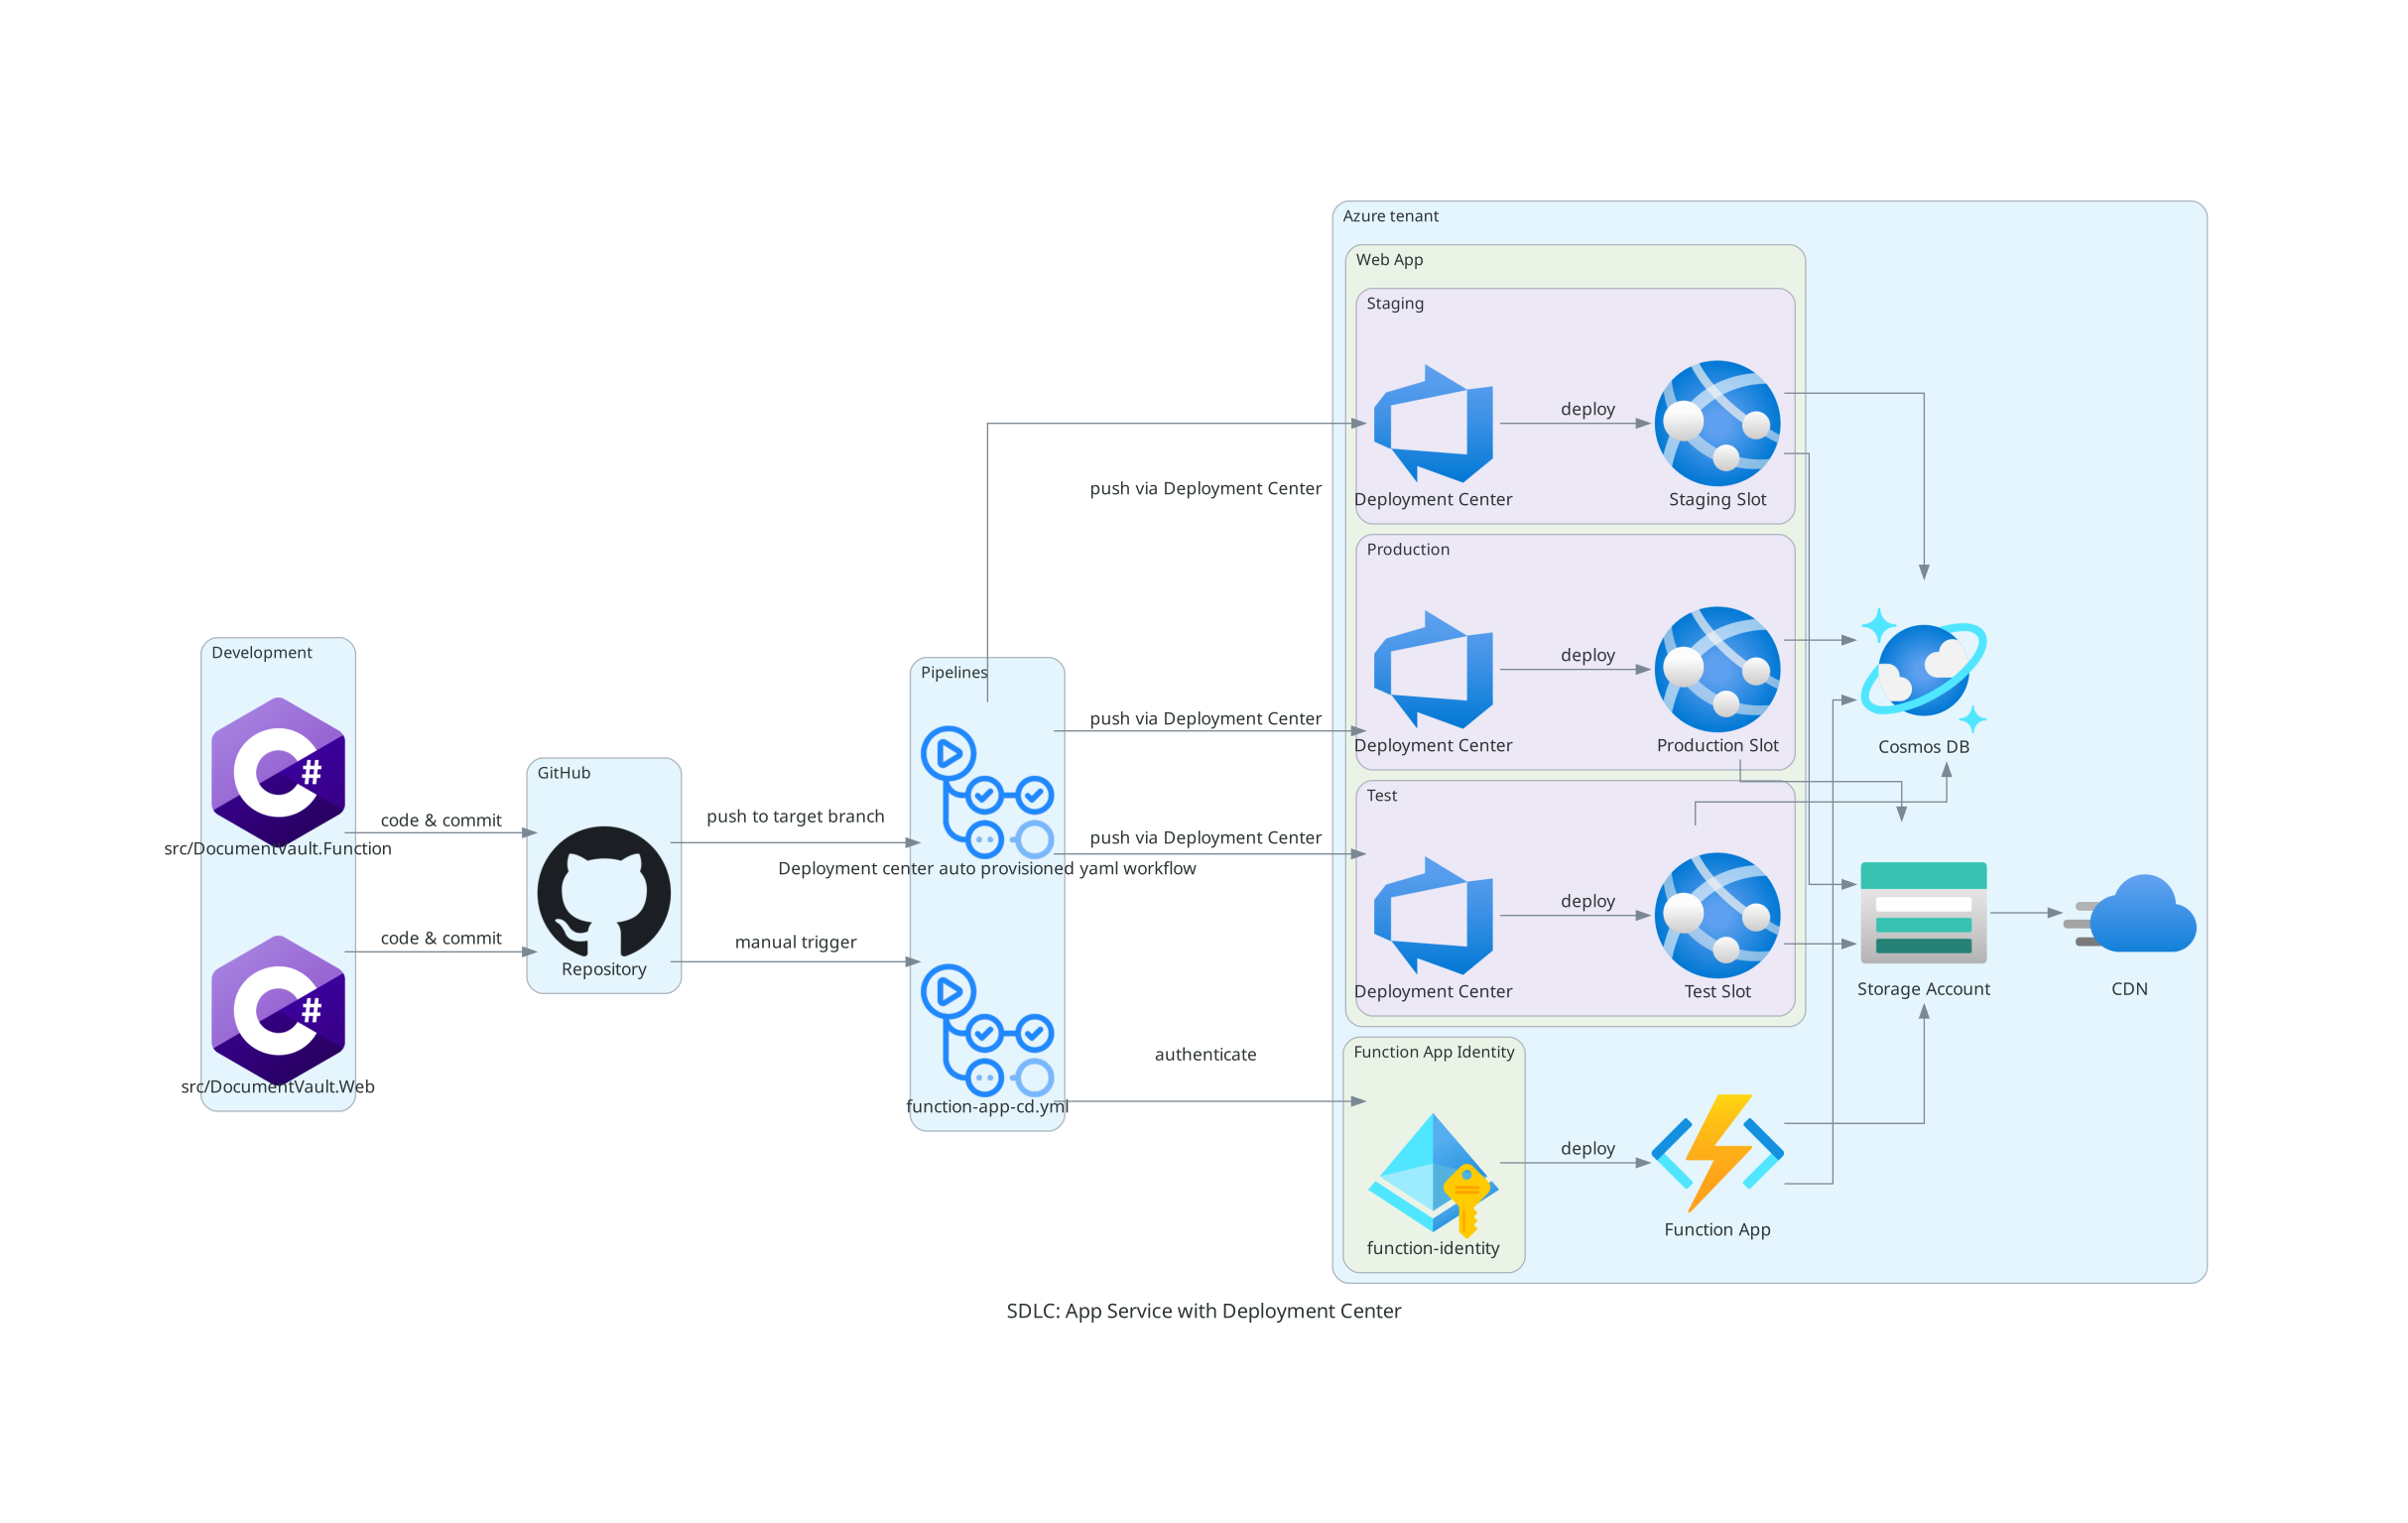 Azure tenant
Web App
Staging
deploy
push via Deployment Center
Deployment Center
Staging Slot
Production
Development
deploy
Pipelines
push via Deployment Center
Deployment Center
Production Slot
Cosmos DB
GitHub
Test
code & commit
push to target branch
push via Deployment Center
src/DocumentVault.Function
Deployment center auto provisioned yaml workflow
deploy
code & commit
manual trigger
Repository
Deployment Center
Test Slot
Storage Account
CDN
Function App Identity
authenticate
src/DocumentVault.Web
function-app-cd.yml
deploy
Function App
function-identity
SDLC: App Service with Deployment Center